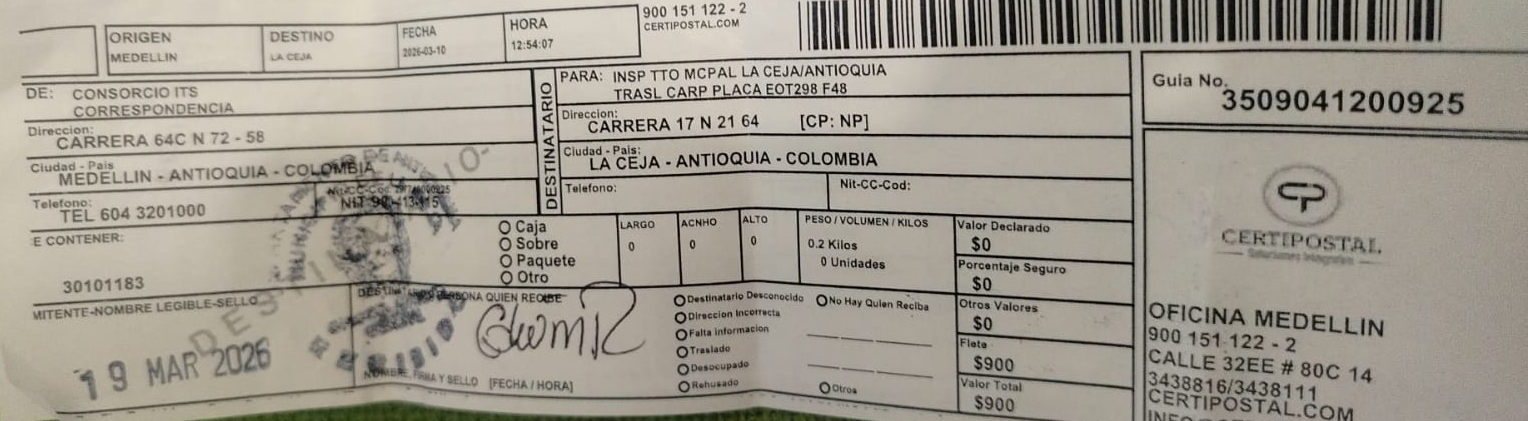 ORIGEN
MEDELLIN
DESTINO
LA CEJA
FECHA
2026-03-10
HORA
12:54:07
900 151 122 - 2
CERTIPOSTAL.COM
DE: CONSORCIO ITS
CORRESPONDENCIA
Direccion:
CARRERA 64C N 72 - 58
Ciudad - Pais
MEDELLIN - ANTIOQUIA - COLOMBIA
Telefono:
TEL 604 3201000
Nit-CC-Cod:
DESTINATARIO
PARA: INSP TTO MCPAL LA CEJA/ANTIOQUIA
TRASL CARP PLACA EOT298 F48
Direccion:
CARRERA 17 N 21 64 [CP: NP]
Ciudad - Pais:
LA CEJA - ANTIOQUIA - COLOMBIA
Telefono:
Nit-CC-Cod:
Guia No.
3509041200925
E CONTENER:
30101183
Caja
Sobre
Paquete
Otro
LARGO
0
ACNHO
0
ALTO
0
PESO / VOLUMEN / KILOS
0.2 Kilos
0 Unidades
Valor Declarado
$0
Porcentaje Seguro
$0
Otros Valores
$0
Flete
$900
Valor Total
$900
MITENTE-NOMBRE LEGIBLE-SELLO
19 MAR 2026
PERSONA QUIEN RECIBE
NOMBRE, FIRMA Y SELLO [FECHA / HORA]
Destinatario Desconocido
No Hay Quien Reciba
Direccion Incorrecta
Falta Informacion
Traslado
Desocupado
Rehusado
Otros
CERTIPOSTAL
Soluciones Integrales
OFICINA MEDELLIN
900 151 122 - 2
CALLE 32EE # 80C 14
3438816/3438111
CERTIPOSTAL.COM